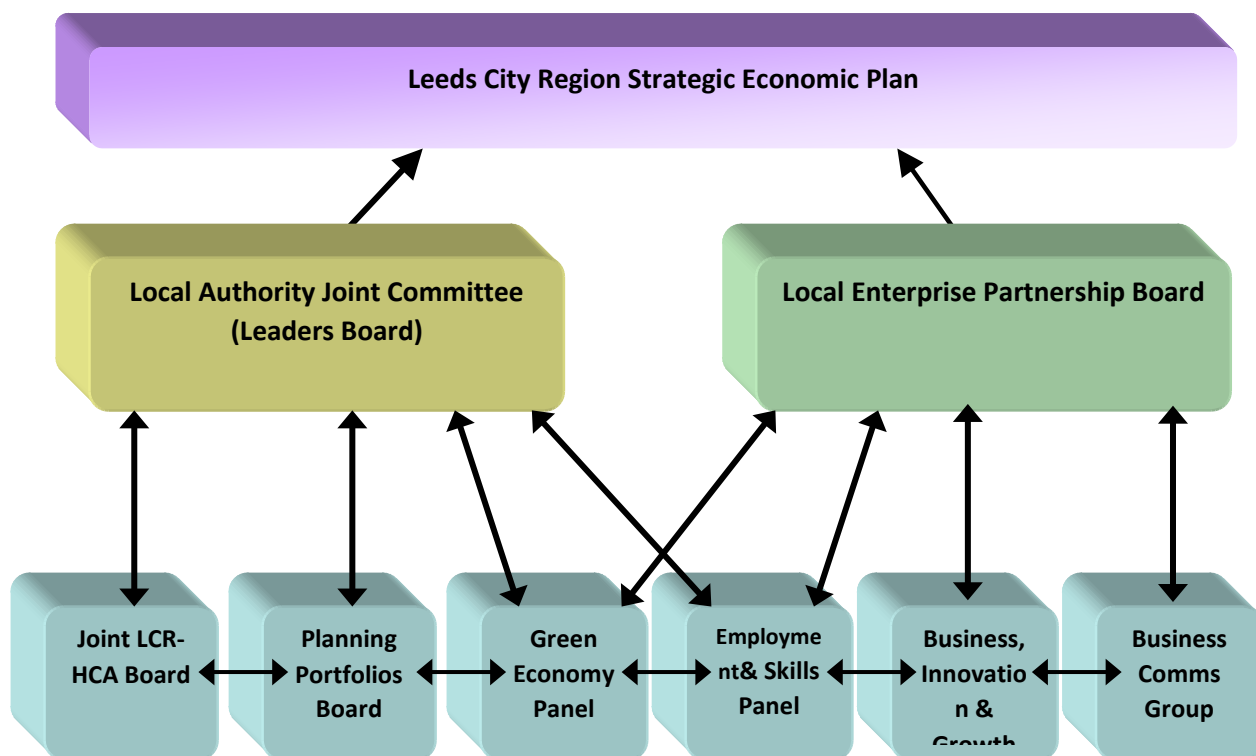 Leeds City Region Strategic Economic Plan
Local Authority Joint Committee
(Leaders Board)
Local Enterprise Partnership Board
Joint LCR-
HCA Board
Planning
Portfolios
Board
Green
Economy
Panel
Employme
nt& Skills
Panel
Business,
Innovatio
n &
Growth
Business
Comms
Group